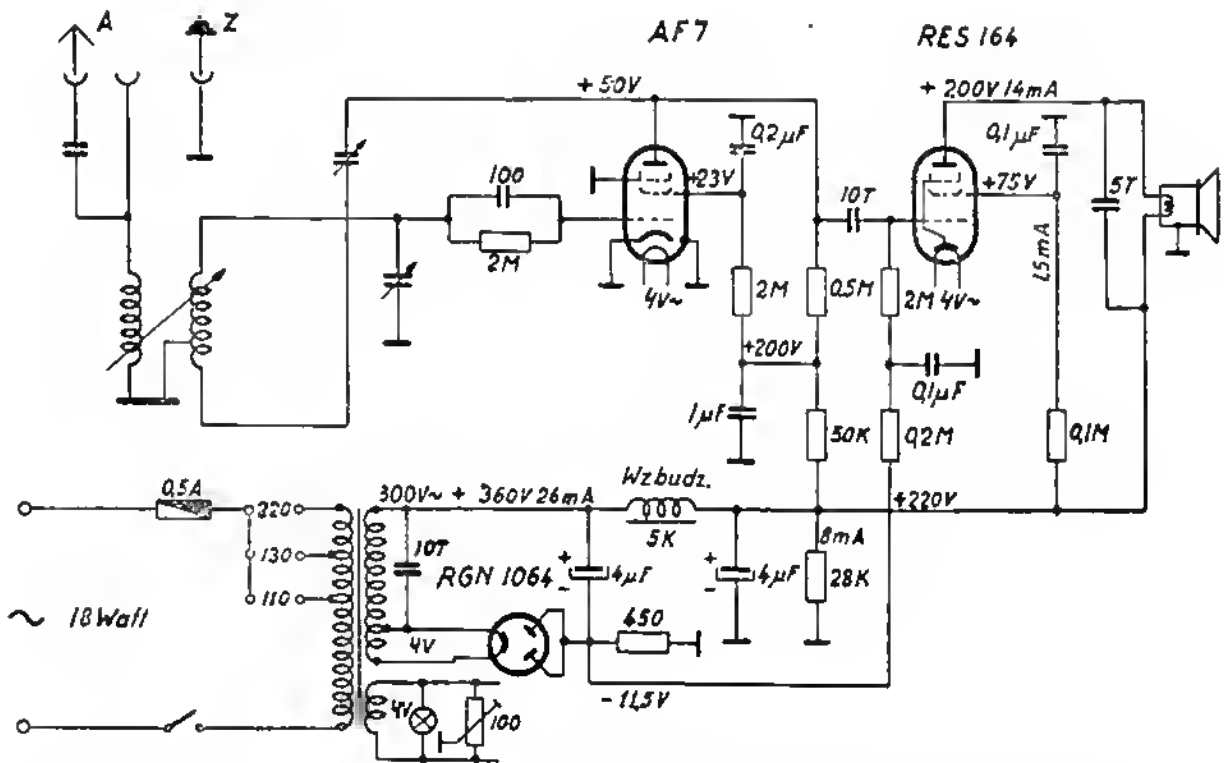 A
Z
AF7
RES 164
+50V
+200V 14mA
0,2µF
0,1µF
100
+23V
10T
+75V
5T
2M
1,5mA
4V~
2M
0,5M
2M
4V~
+200V
0,1µF
1µF
50K
0,2M
0,1M
Wzbudz.
0,5A
220
300V~ + 360V 26mA
+220V
5K
130
10T
8mA
RGN 1064
+
-
4µF
+
-
4µF
28K
110
~ 18Watt
450
4V
-11,5V
4V
100